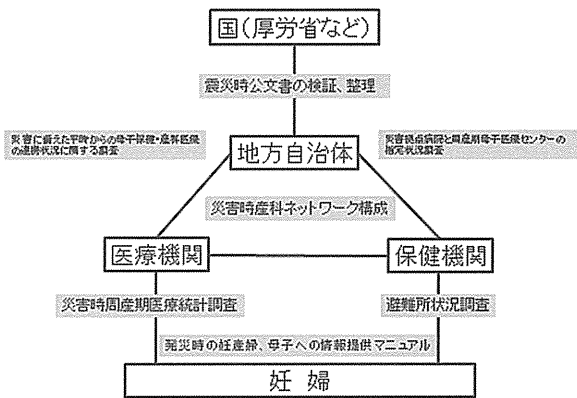 国(厚労省など)
震災時公文書の検証、整理
災害に備えた平時からの母子保健・産科医療
の連携状況に関する調査
地方自治体
災害拠点病院と周産期母子医療センターの
指定状況調査
災害時産科ネットワーク構成
医療機関
保健機関
災害時周産期医療統計調査
避難所状況調査
発災時の妊産婦、母子への情報提供マニュアル
妊婦